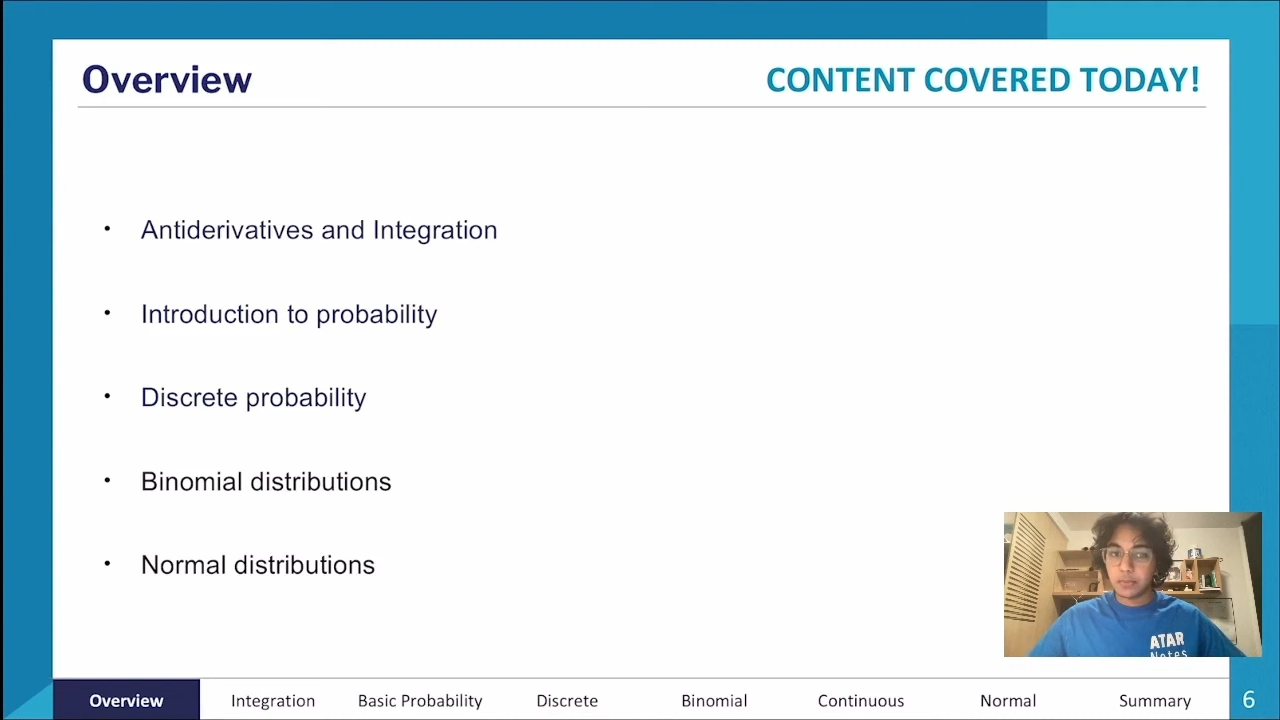 Overview
CONTENT COVERED TODAY!
• Antiderivatives and Integration
• Introduction to probability
• Discrete probability
• Binomial distributions
• Normal distributions
ATAR
Notes
Overview Integration Basic Probability Discrete Binomial Continuous Normal Summary 6